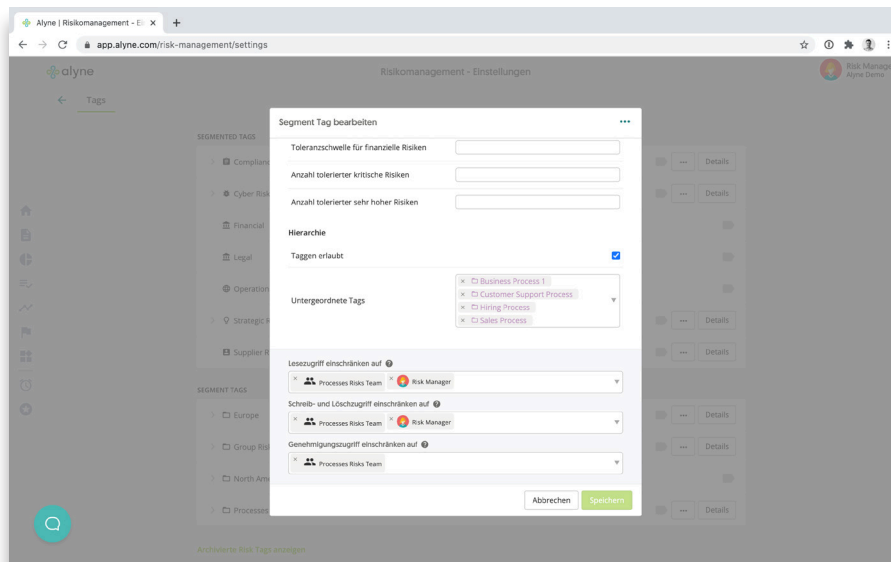 Alyne | Risikomanagement - Ei
app.alyne.com/risk-management/settings
alyne
Risikomanagement - Einstellungen
Risk Manage
Alyne Demo
Tags
Segment Tag bearbeiten
SEGMENTED TAGS
Toleranzschwelle für finanzielle Risiken
Complianc
Details
Anzahl tolerierter kritische Risiken
Cyber Risk
Details
Anzahl tolerierter sehr hoher Risiken
Financial
Hierarchie
Legal
Taggen erlaubt
Operation
Untergeordnete Tags
Business Process 1
Customer Support Process
Hiring Process
Sales Process
Strategic R
Details
Supplier R
Details
Lesezugriff einschränken auf
Processes Risks Team
Risk Manager
SEGMENT TAGS
Schreib- und Löschzugriff einschränken auf
Processes Risks Team
Risk Manager
Europe
Details
Genehmigungszugriff einschränken auf
Processes Risks Team
Group Risk
Details
North Ame
Abbrechen
Speichern
Processes
Details
Archivierte Risk Tags anzeigen